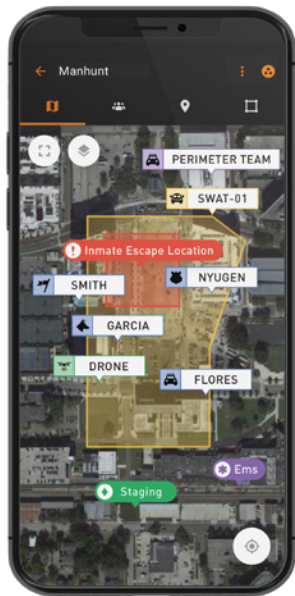 Manhunt
PERIMETER TEAM
SWAT-01
Inmate Escape Location
SMITH
NYUGEN
GARCIA
DRONE
FLORES
Ems
Staging